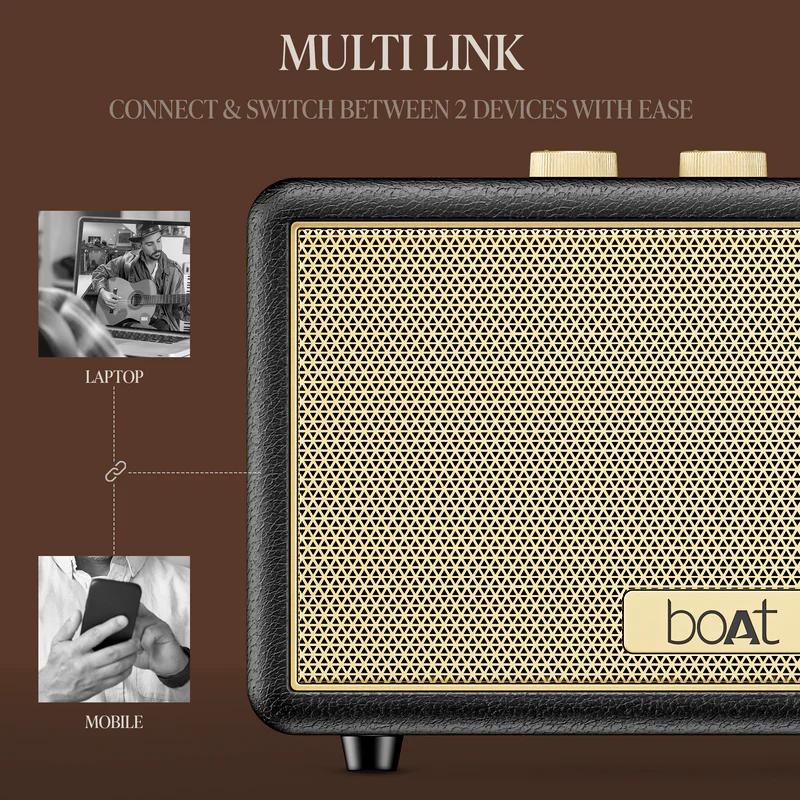 MULTI LINK
CONNECT & SWITCH BETWEEN 2 DEVICES WITH EASE
LAPTOP
boAt
MOBILE